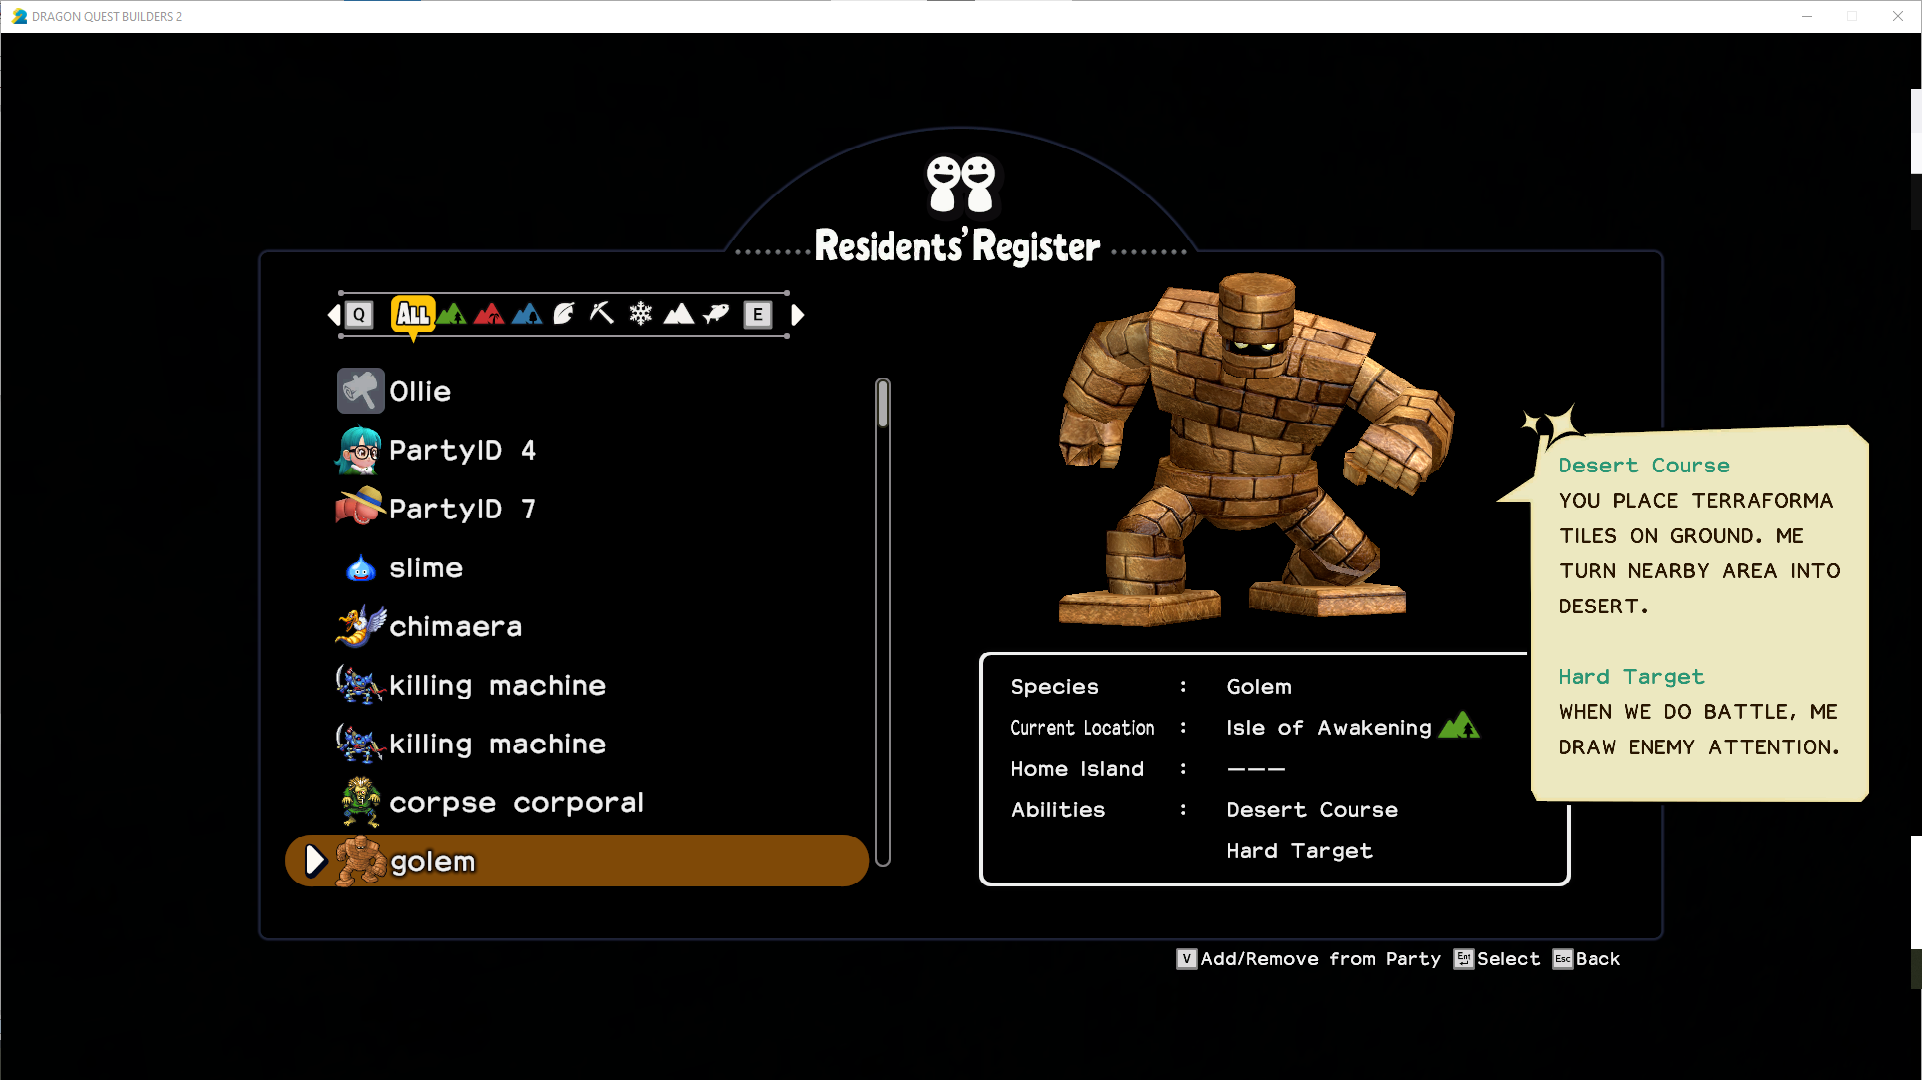 DRAGON QUEST BUILDERS 2
Residents' Register
Q ALL E
Ollie
PartyID 4
PartyID 7
slime
chimaera
killing machine
killing machine
corpse corporal
golem
Species : Golem
Current Location : Isle of Awakening
Home Island : ———
Abilities : Desert Course
Hard Target
Desert Course
YOU PLACE TERRAFORMA
TILES ON GROUND. ME
TURN NEARBY AREA INTO
DESERT.
Hard Target
WHEN WE DO BATTLE, ME
DRAW ENEMY ATTENTION.
V Add/Remove from Party Ent Select Esc Back